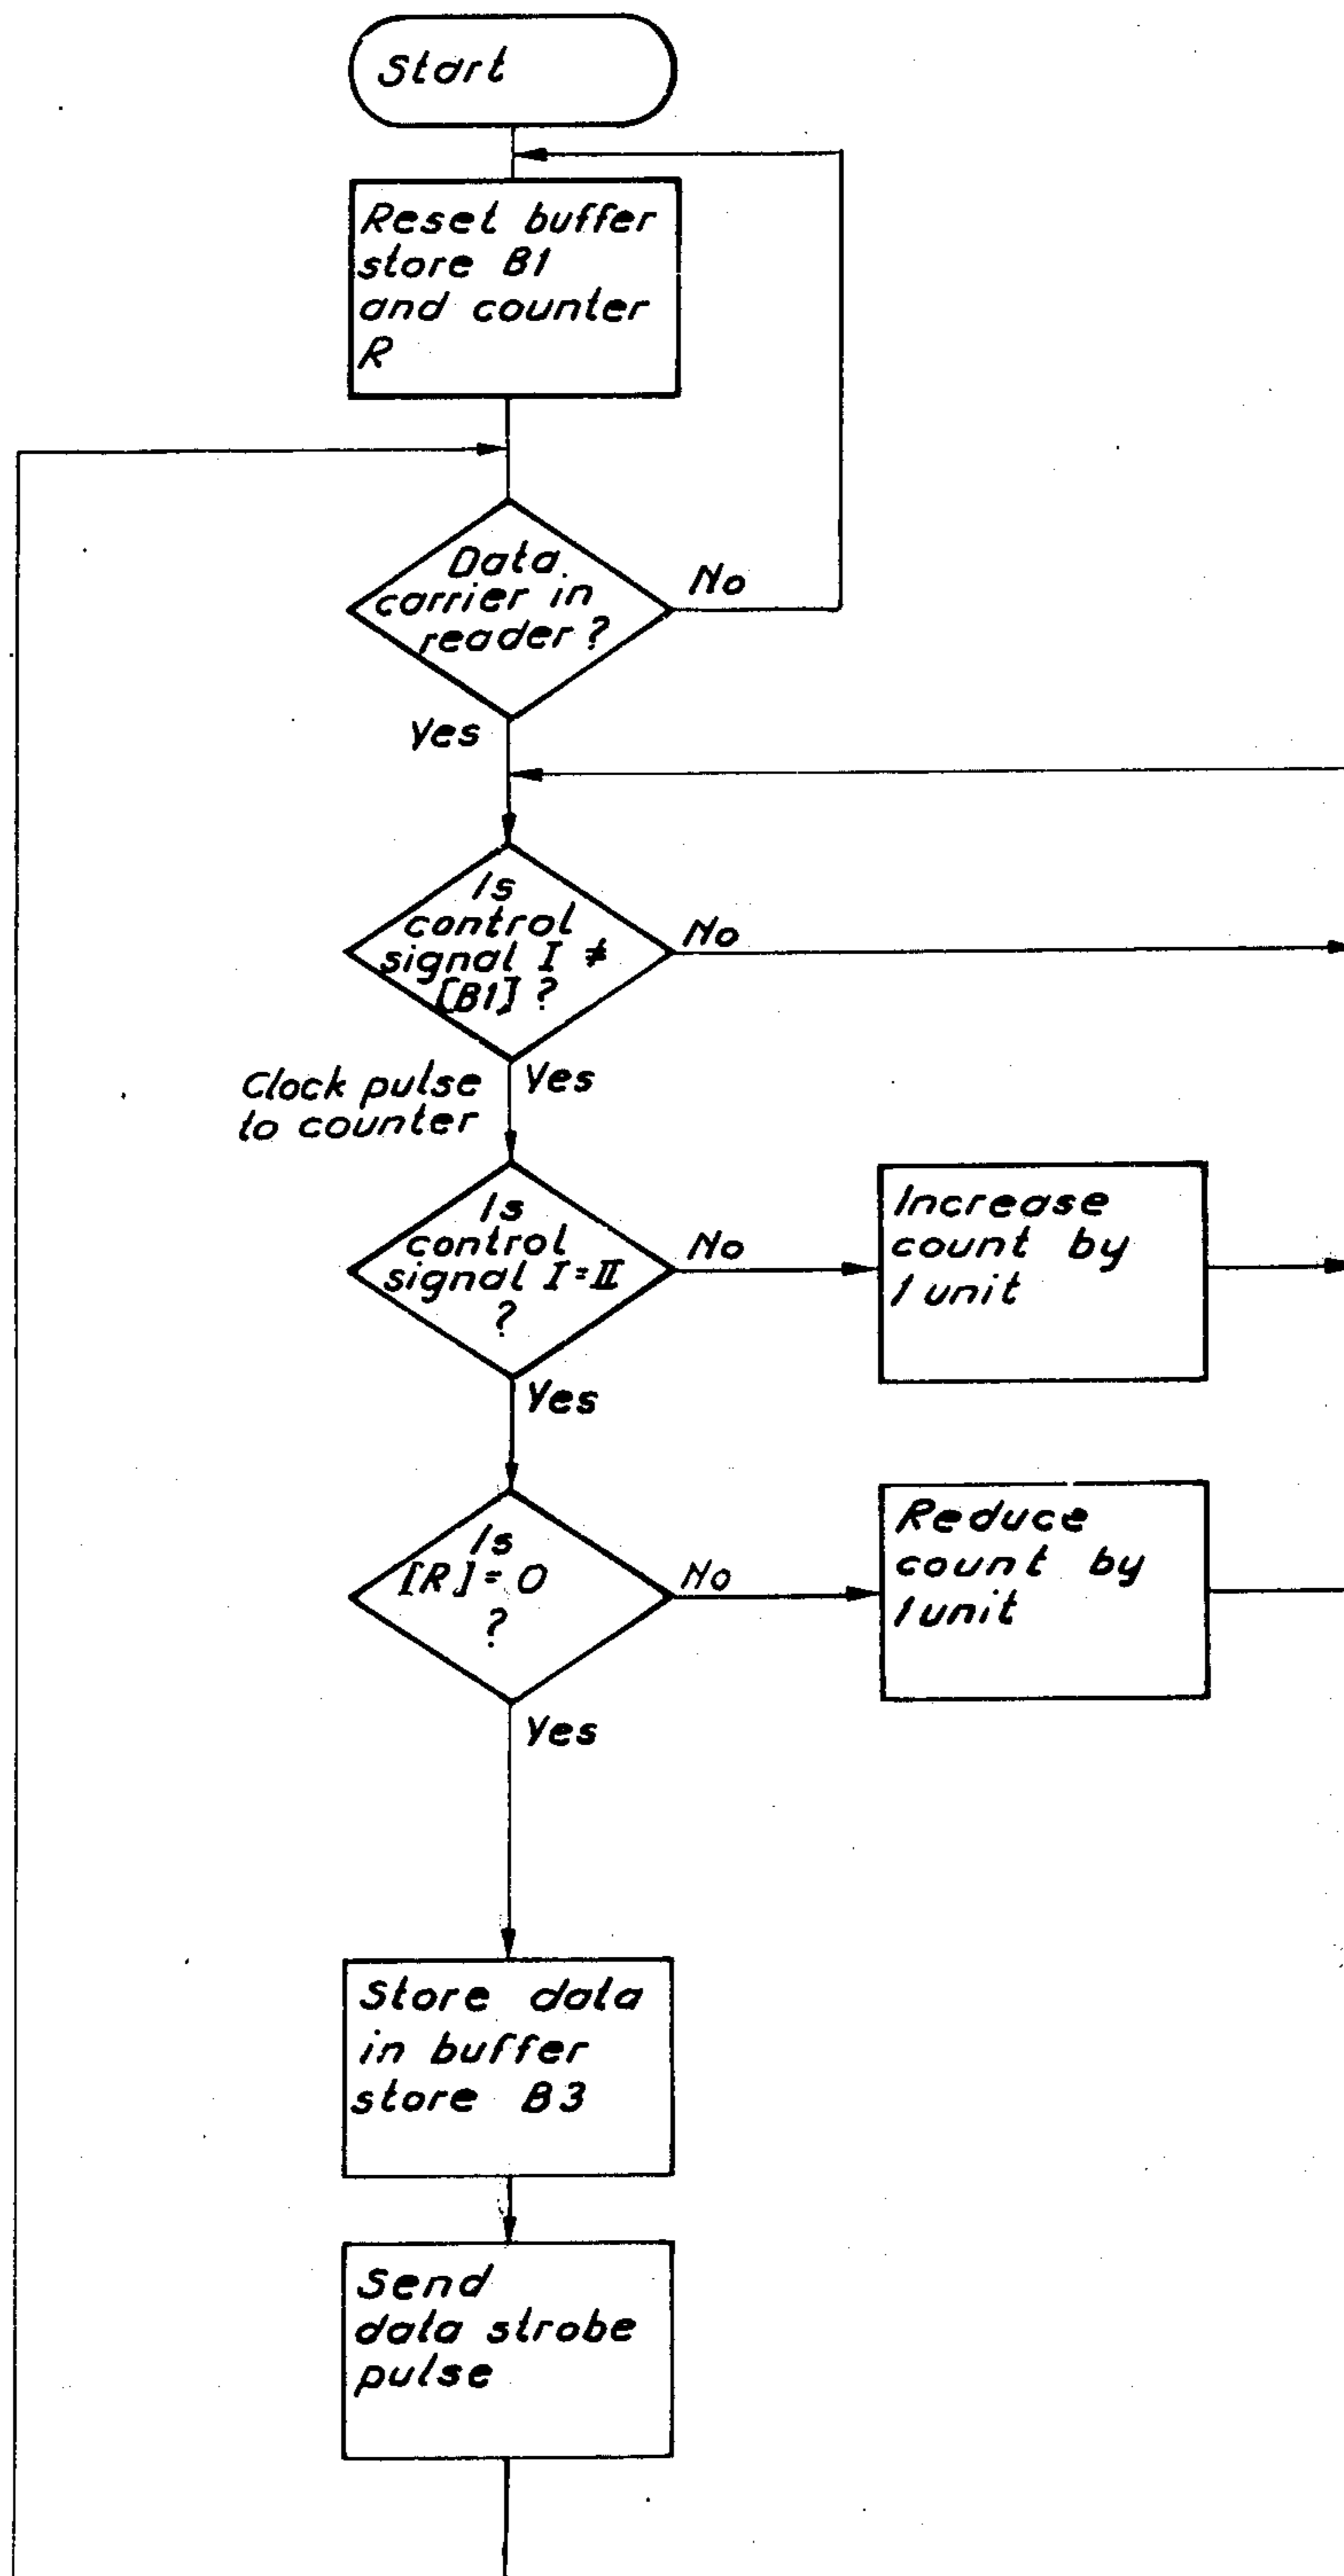 Start
Reset buffer
store B1
and counter
R
Data
carrier in
reader ?
No
Yes
Is
control
signal I ≠
[B1] ?
No
Yes
Clock pulse
to counter
Is
control
signal I = II
?
No
Increase
count by
1 unit
Yes
Is
[R] = 0
?
No
Reduce
count by
1 unit
Yes
Store data
in buffer
store B3
Send
data strobe
pulse